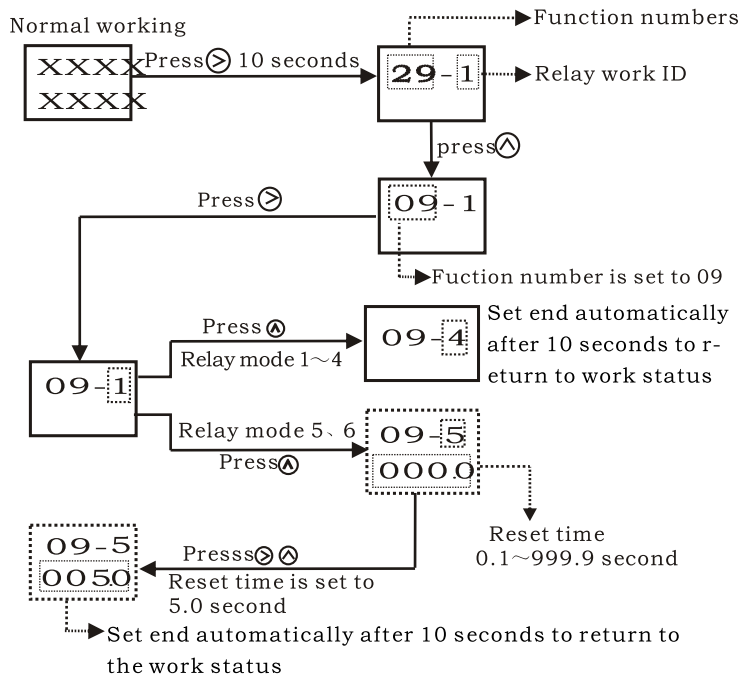 Normal working
Function numbers
XXXX
XXXX
Press > 10 seconds
29-1
Relay work ID
press ∧
09-1
Press >
Fuction number is set to 09
Press ∧
Relay mode 1～4
09-4
Set end automatically
after 10 seconds to r-
eturn to work status
09-1
Relay mode 5、6
Press ∧
09-5
000.0
Reset time
0.1～999.9 second
09-5
005.0
Presss > ∧
Reset time is set to
5.0 second
Set end automatically after 10 seconds to return to
the work status